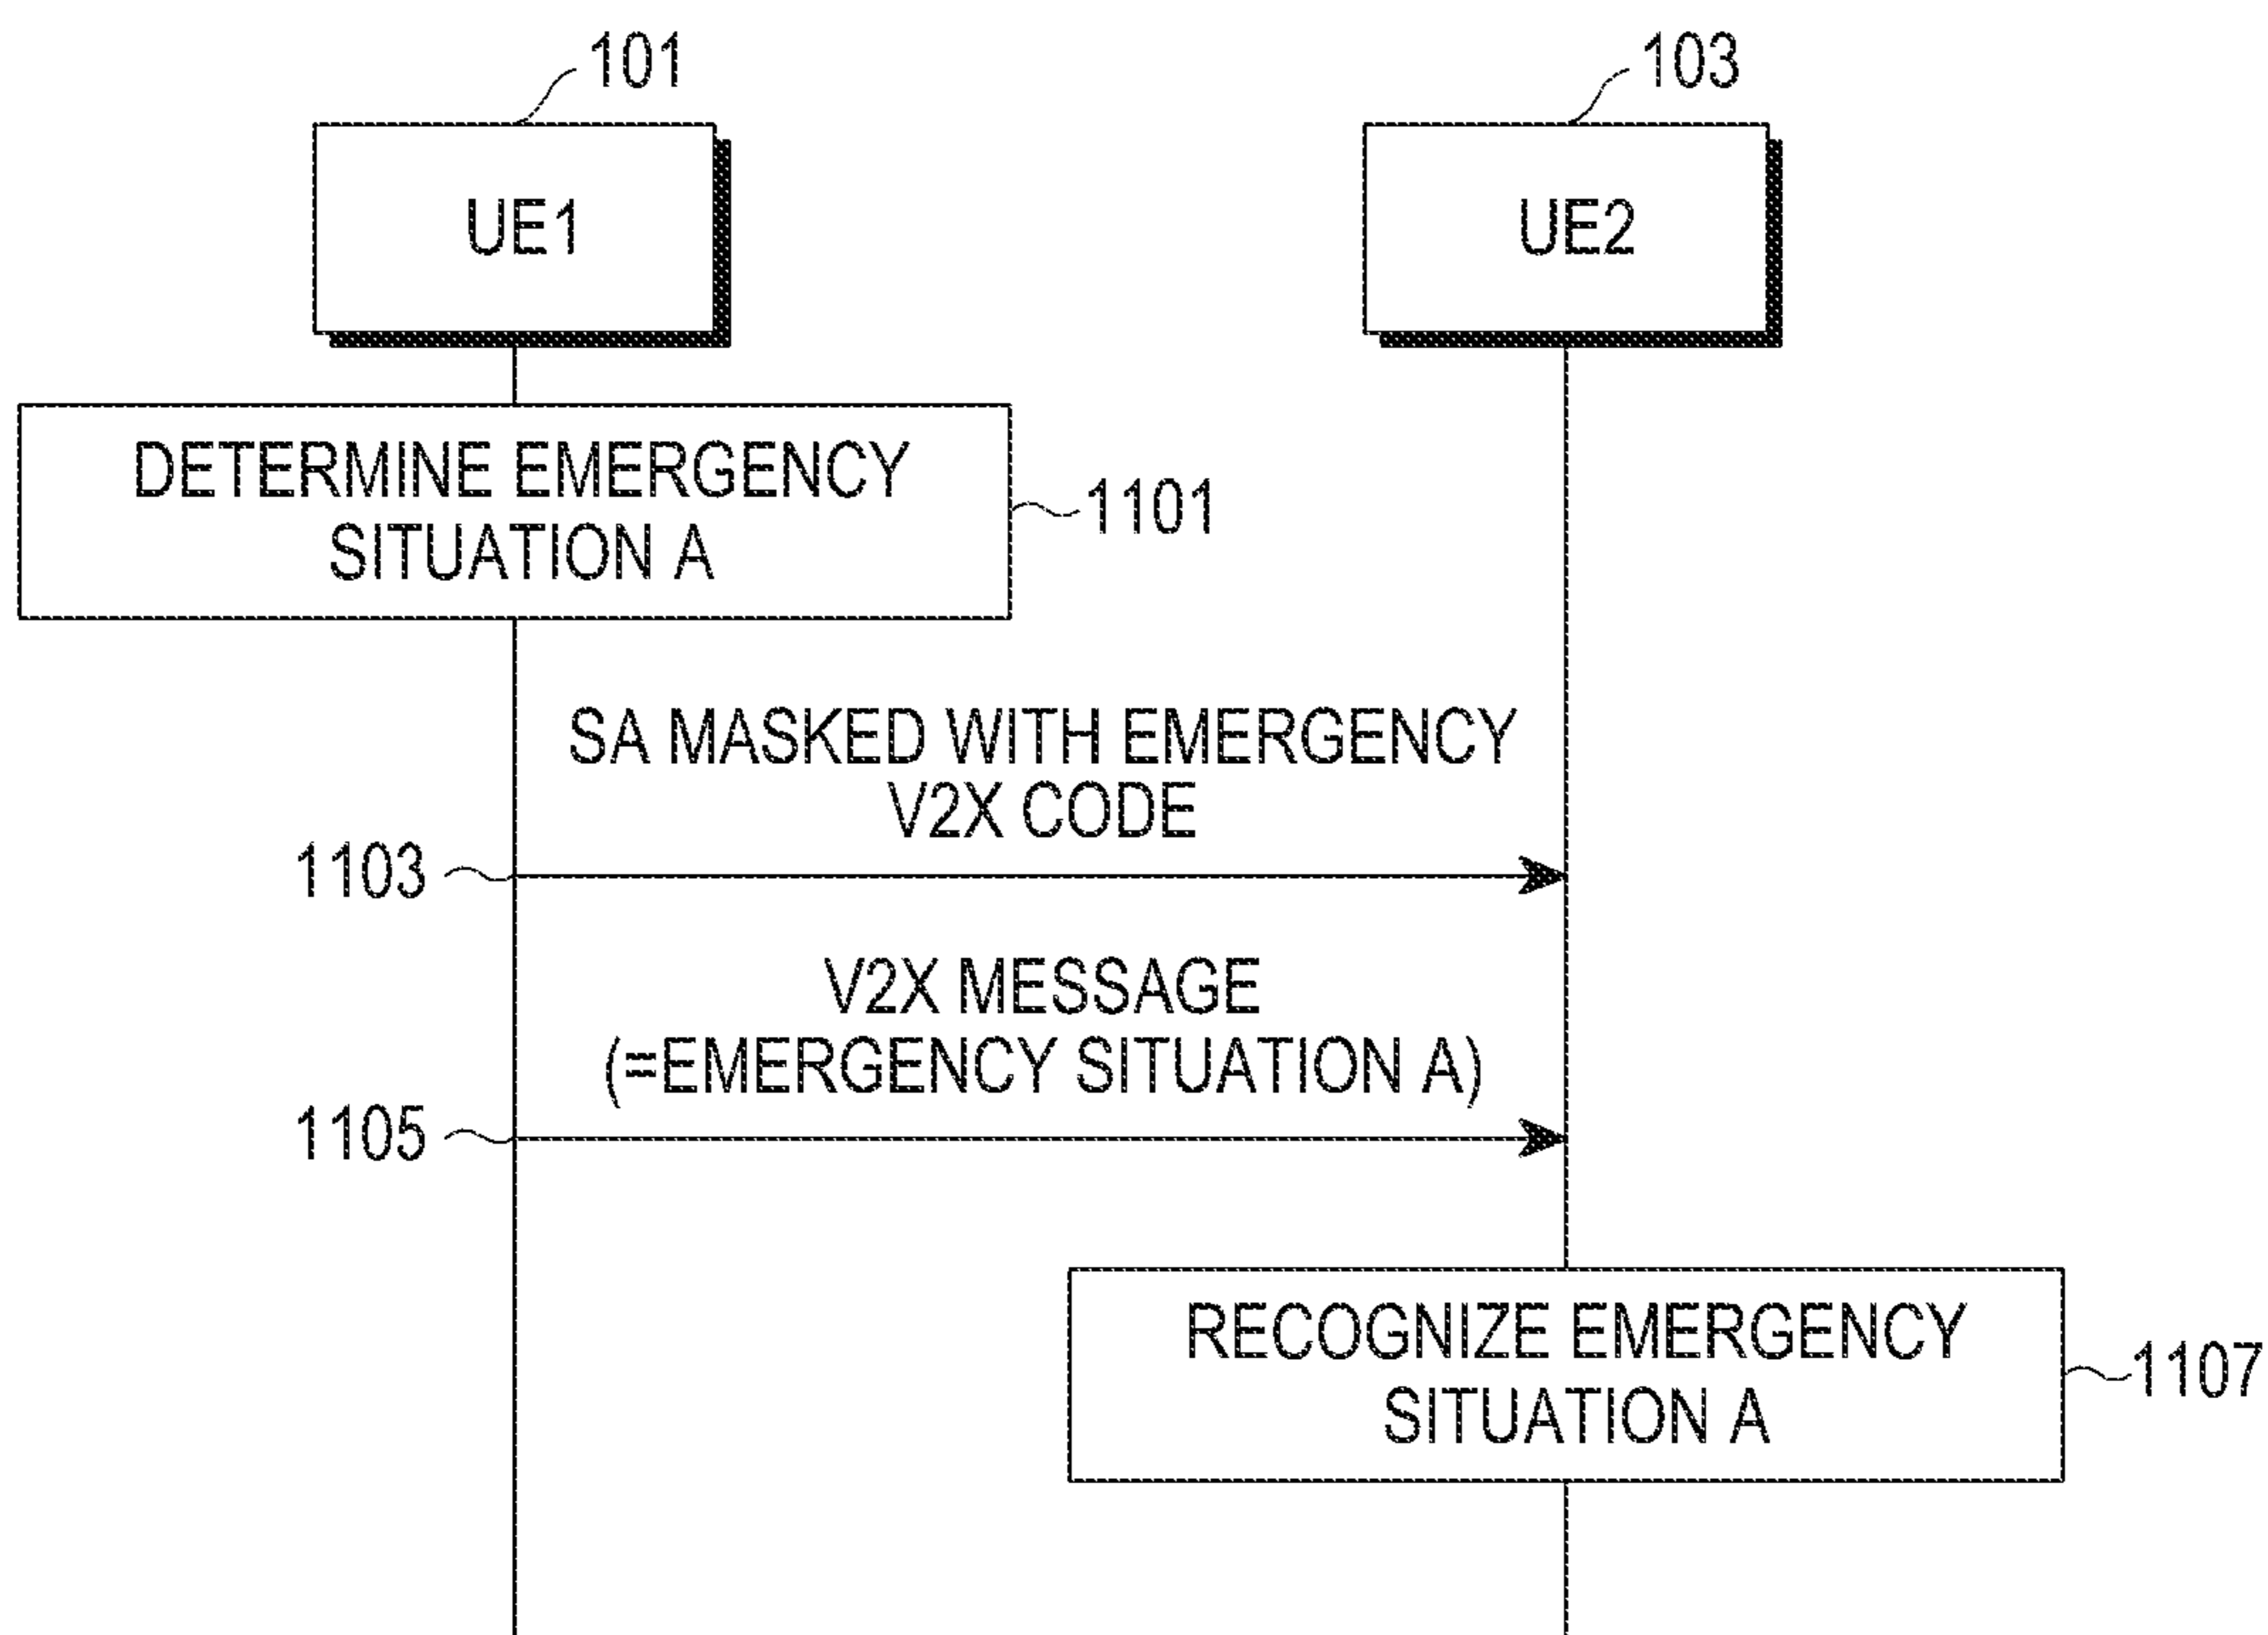 101
103
UE1
UE2
DETERMINE EMERGENCY
SITUATION A
1101
SA MASKED WITH EMERGENCY
V2X CODE
1103
V2X MESSAGE
(=EMERGENCY SITUATION A)
1105
RECOGNIZE EMERGENCY
SITUATION A
1107